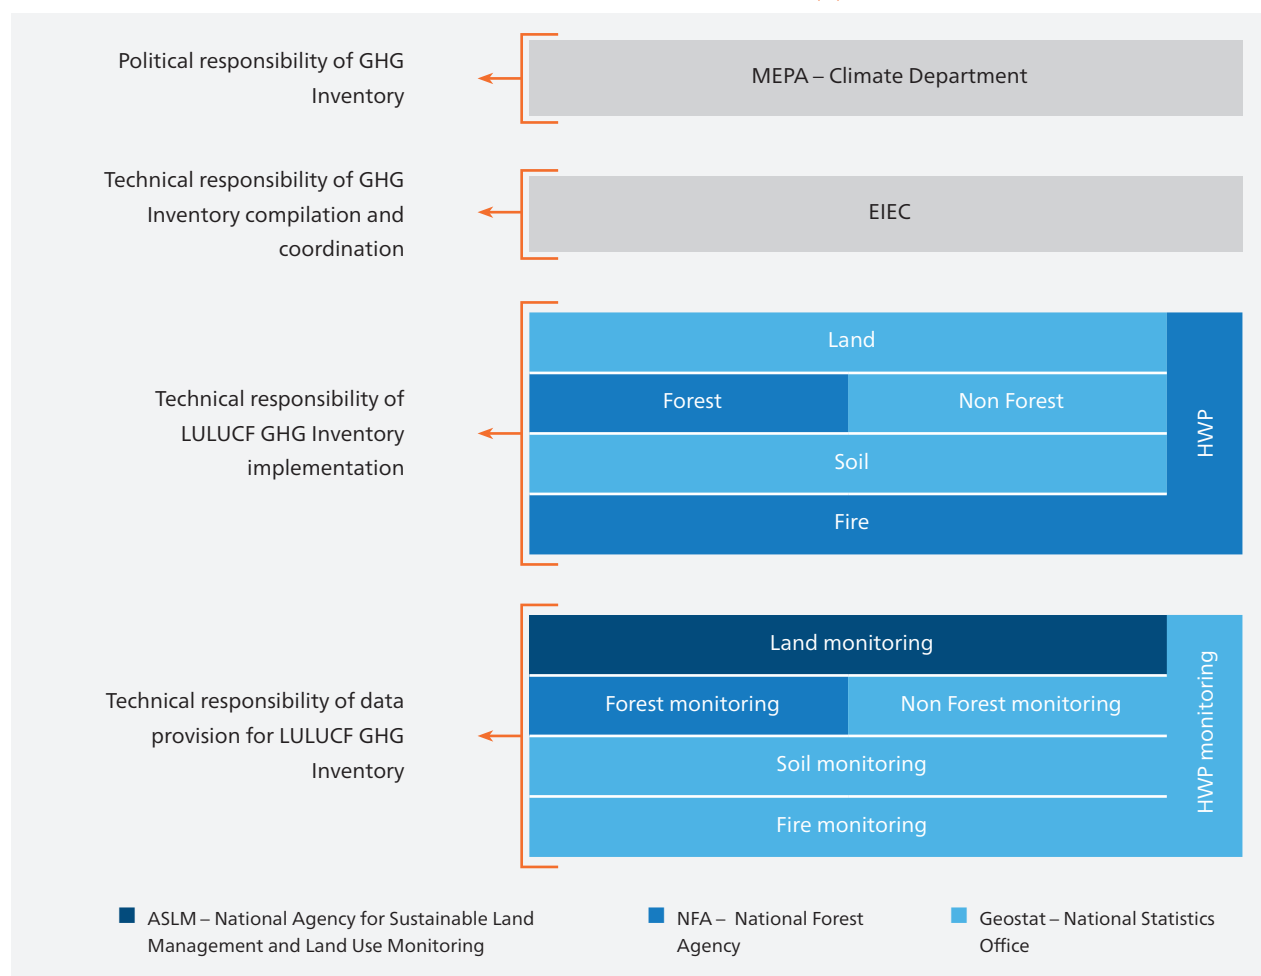 Political responsibility of GHG
Inventory
MEPA – Climate Department
Technical responsibility of GHG
Inventory compilation and
coordination
EIEC
Technical responsibility of
LULUCF GHG Inventory
implementation
Land
Forest
Non Forest
Soil
Fire
HWP
Technical responsibility of data
provision for LULUCF GHG
Inventory
Land monitoring
Forest monitoring
Non Forest monitoring
Soil monitoring
Fire monitoring
HWP monitoring
ASLM – National Agency for Sustainable Land
Management and Land Use Monitoring
NFA – National Forest
Agency
Geostat – National Statistics
Office